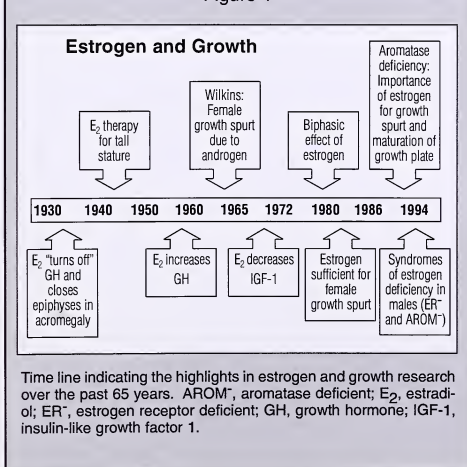 Estrogen and Growth
E₂ therapy
for tall
stature
Wilkins:
Female
growth spurt
due to
androgen
Biphasic
effect of
estrogen
Aromatase
deficiency:
Importance
of estrogen
for growth
spurt and
maturation of
growth plate
1930 1940 1950 1960 1965 1972 1980 1986 1994
E₂ "turns off"
GH and
closes
epiphyses in
acromegaly
E₂ increases
GH
E₂ decreases
IGF-1
Estrogen
sufficient for
female
growth spurt
Syndromes
of estrogen
deficiency in
males (ER⁻
and AROM⁻)
Time line indicating the highlights in estrogen and growth research
over the past 65 years. AROM⁻, aromatase deficient; E₂, estradi-
ol; ER⁻, estrogen receptor deficient; GH, growth hormone; IGF-1,
insulin-like growth factor 1.